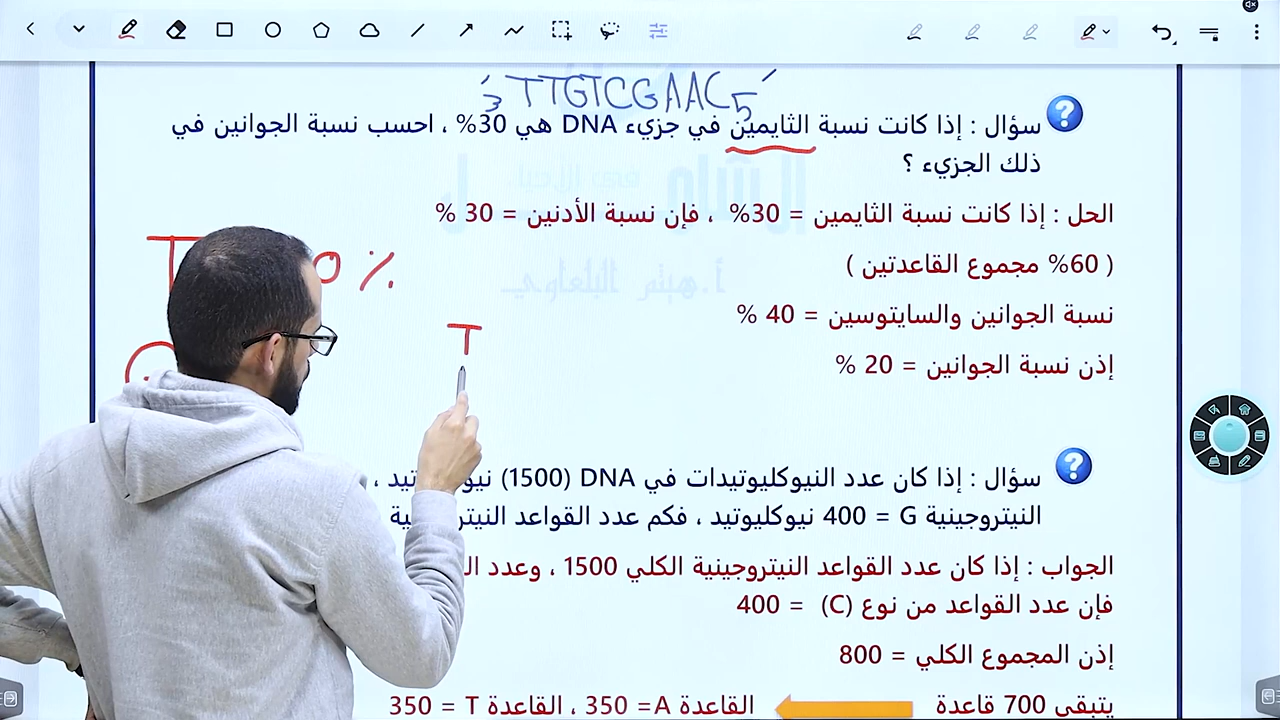 3′ TTGTCGAAC 5′
سؤال : إذا كانت نسبة الثايمين في جزيء DNA هي 30% ، احسب نسبة الجوانين في
ذلك الجزيء ؟
الحل : إذا كانت نسبة الثايمين = 30% ، فإن نسبة الأدنين = 30 %
( 60% مجموع القاعدتين )
نسبة الجوانين والسايتوسين = 40 %
إذن نسبة الجوانين = 20 %
T 0 %
T
أ.هيثم البلعاوي
سؤال : إذا كان عدد النيوكليوتيدات في DNA (1500) ،
النيتروجينية G = 400 نيوكليوتيد ، فكم عدد القواعد
الجواب : إذا كان عدد القواعد النيتروجينية الكلي 1500 ، وعدد
فإن عدد القواعد من نوع (C) = 400
إذن المجموع الكلي = 800
يتبقى 700 قاعدة القاعدة A= 350 ، القاعدة T = 350